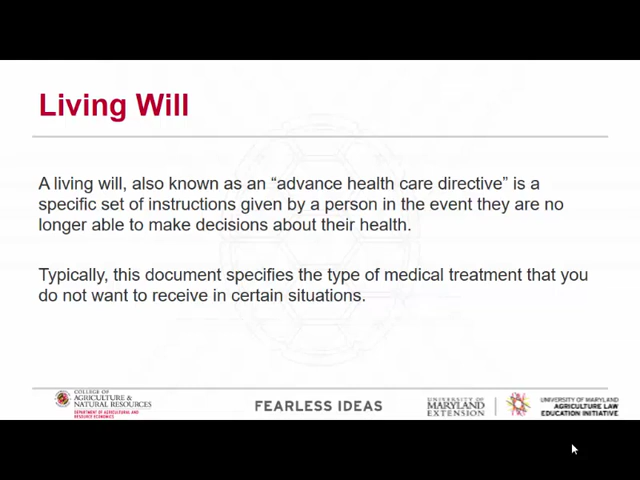 Living Will
A living will, also known as an “advance health care directive” is a
specific set of instructions given by a person in the event they are no
longer able to make decisions about their health.
Typically, this document specifies the type of medical treatment that you
do not want to receive in certain situations.
COLLEGE OF
AGRICULTURE &
NATURAL RESOURCES
DEPARTMENT OF AGRICULTURAL AND
RESOURCE ECONOMICS
FEARLESS IDEAS
UNIVERSITY OF
MARYLAND
EXTENSION
UNIVERSITY OF MARYLAND
AGRICULTURE LAW
EDUCATION INITIATIVE